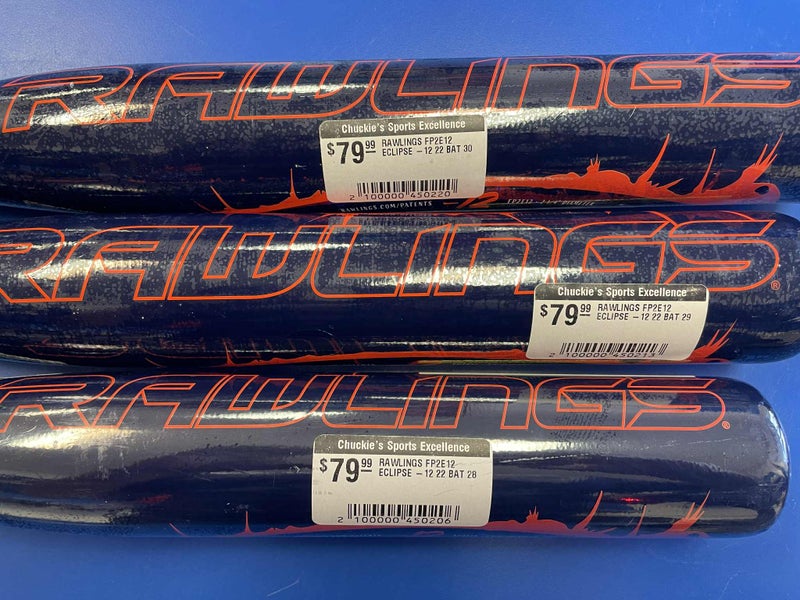 RAWLINGS
Chuckie's Sports Excellence
$79.99 RAWLINGS FP2E12
ECLIPSE – 12 22 BAT 30
2 100000 450220
RAWLINGS.COM/PATENTS
-12
RAWLINGS®
Chuckie's Sports Excellence
$79.99 RAWLINGS FP2E12
ECLIPSE – 12 22 BAT 29
2 100000 450213
RAWLINGS®
Chuckie's Sports Excellence
$79.99 RAWLINGS FP2E12
ECLIPSE – 12 22 BAT 28
2 100000 450206